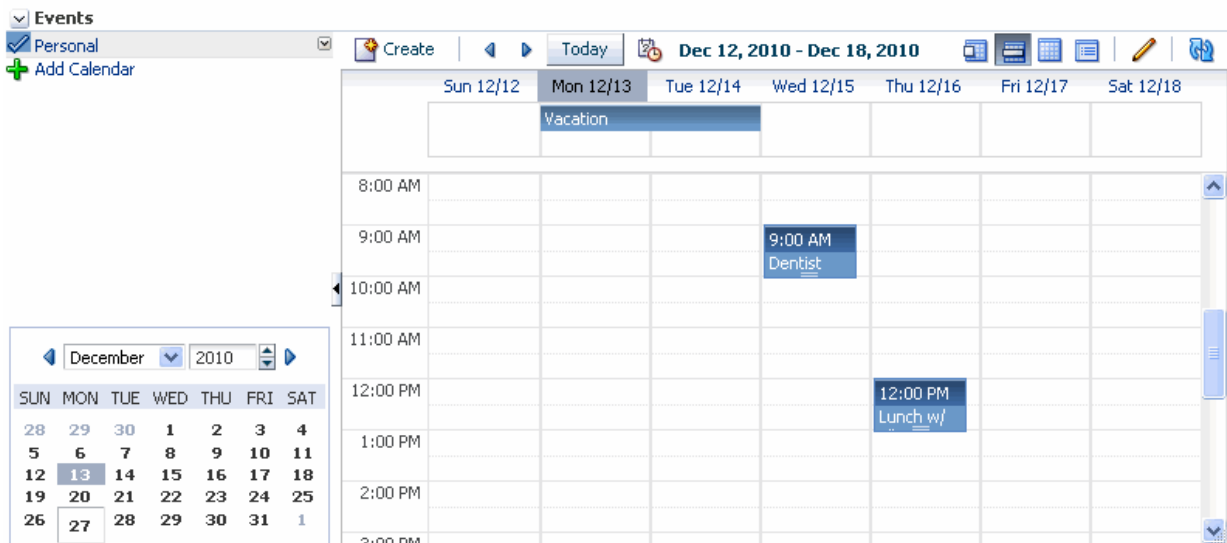 Events
Personal
Add Calendar
Create Today Dec 12, 2010 - Dec 18, 2010
Sun 12/12 Mon 12/13 Tue 12/14 Wed 12/15 Thu 12/16 Fri 12/17 Sat 12/18
Vacation
8:00 AM
9:00 AM
9:00 AM
Dentist
10:00 AM
11:00 AM
12:00 PM
12:00 PM
Lunch w/
1:00 PM
2:00 PM
December 2010
SUN MON TUE WED THU FRI SAT
28 29 30 1 2 3 4
5 6 7 8 9 10 11
12 13 14 15 16 17 18
19 20 21 22 23 24 25
26 27 28 29 30 31 1